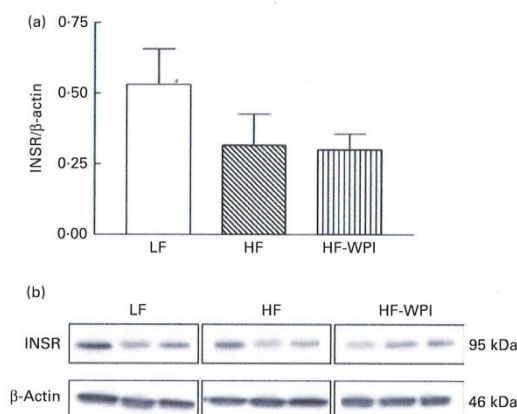 (a)
0·75
0·50
0·25
0·00
INSR/β-actin
LF HF HF-WPI
(b)
LF HF HF-WPI
INSR 95 kDa
β-Actin 46 kDa